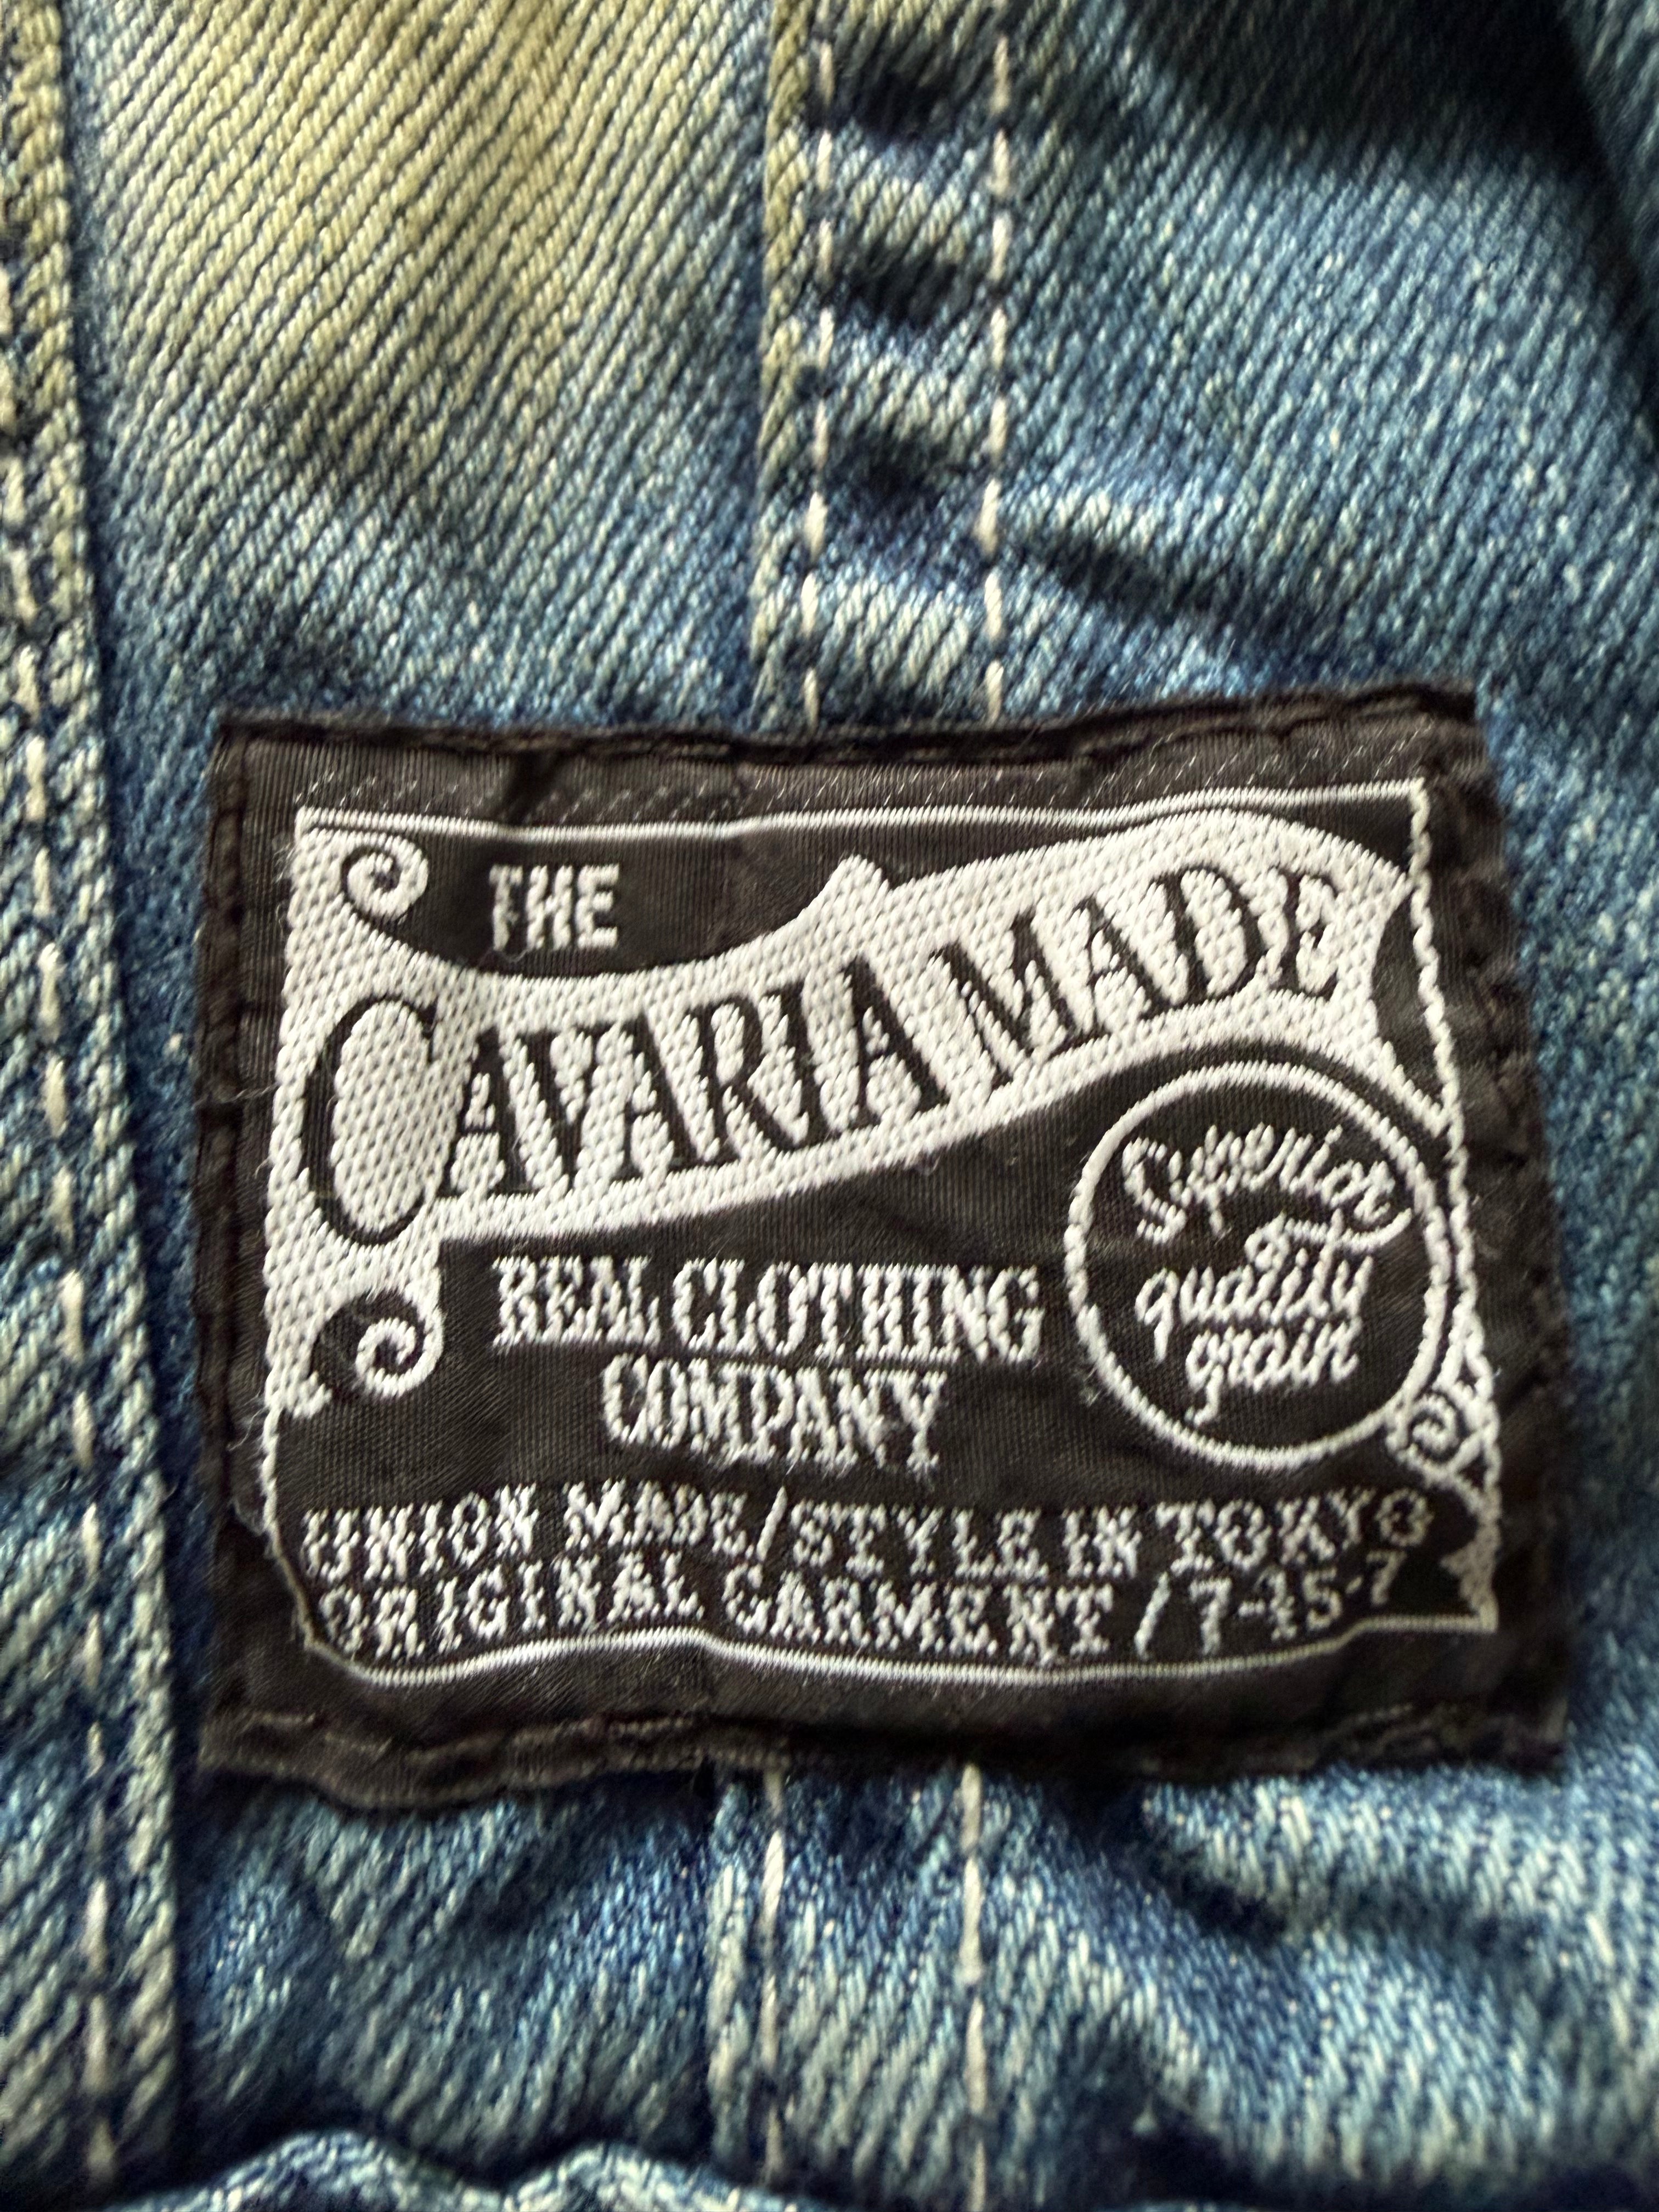 THE
CAVARIA MADE
Superior
quality
grain
REAL CLOTHING
COMPANY
UNION MADE/STYLE IN TOKYO
ORIGINAL GARMENT/7-15-7